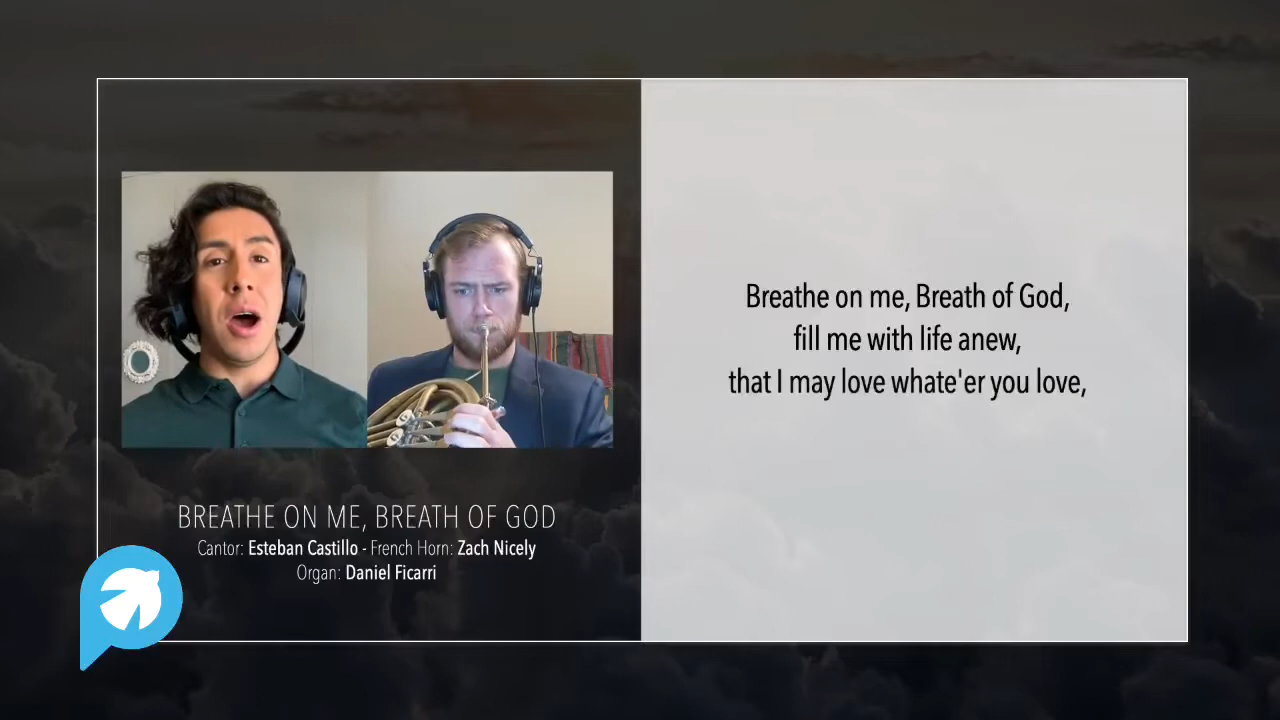 BREATHE ON ME, BREATH OF GOD
Cantor: Esteban Castillo - French Horn: Zach Nicely
Organ: Daniel Ficarri
Breathe on me, Breath of God,
fill me with life anew,
that I may love whate'er you love,